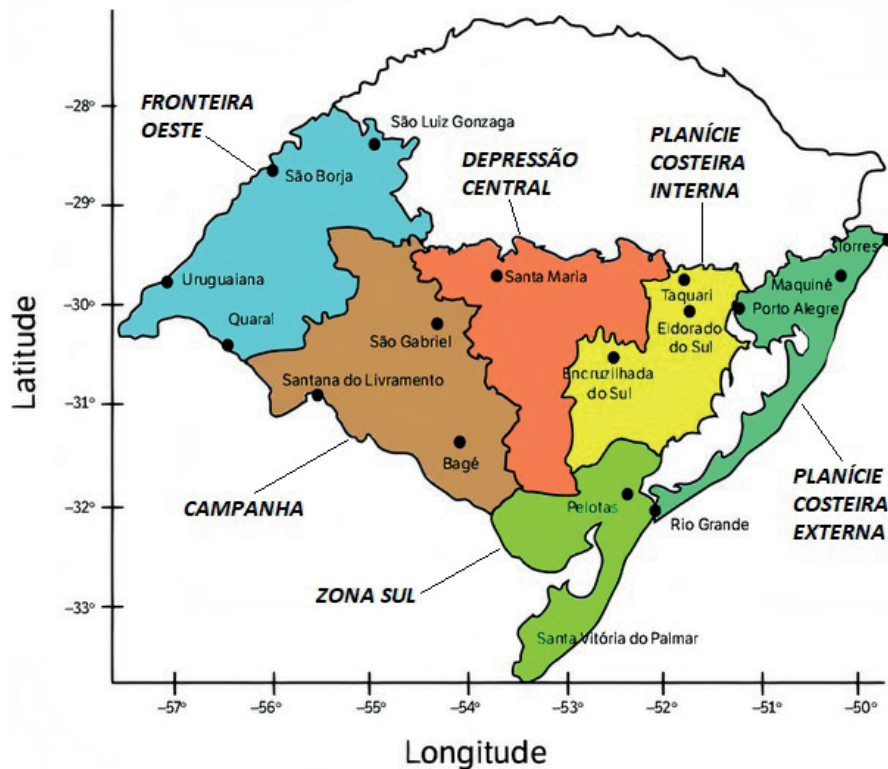 FRONTEIRA
OESTE
São Luiz Gonzaga
São Borja
DEPRESSÃO
CENTRAL
PLANÍCIE
COSTEIRA
INTERNA
Uruguaiana
Quaraí
Santa Maria
São Gabriel
Santana do Livramento
Bagé
Taquari
Eldorado
do Sul
Encruzilhada
do Sul
Torres
Maquiné
Porto Alegre
CAMPANHA
Pelotas
Rio Grande
PLANÍCIE
COSTEIRA
EXTERNA
ZONA SUL
Santa Vitória do Palmar
Latitude
–28°
–29°
–30°
–31°
–32°
–33°
–57°
–56°
–55°
–54°
–53°
–52°
–51°
–50°
Longitude